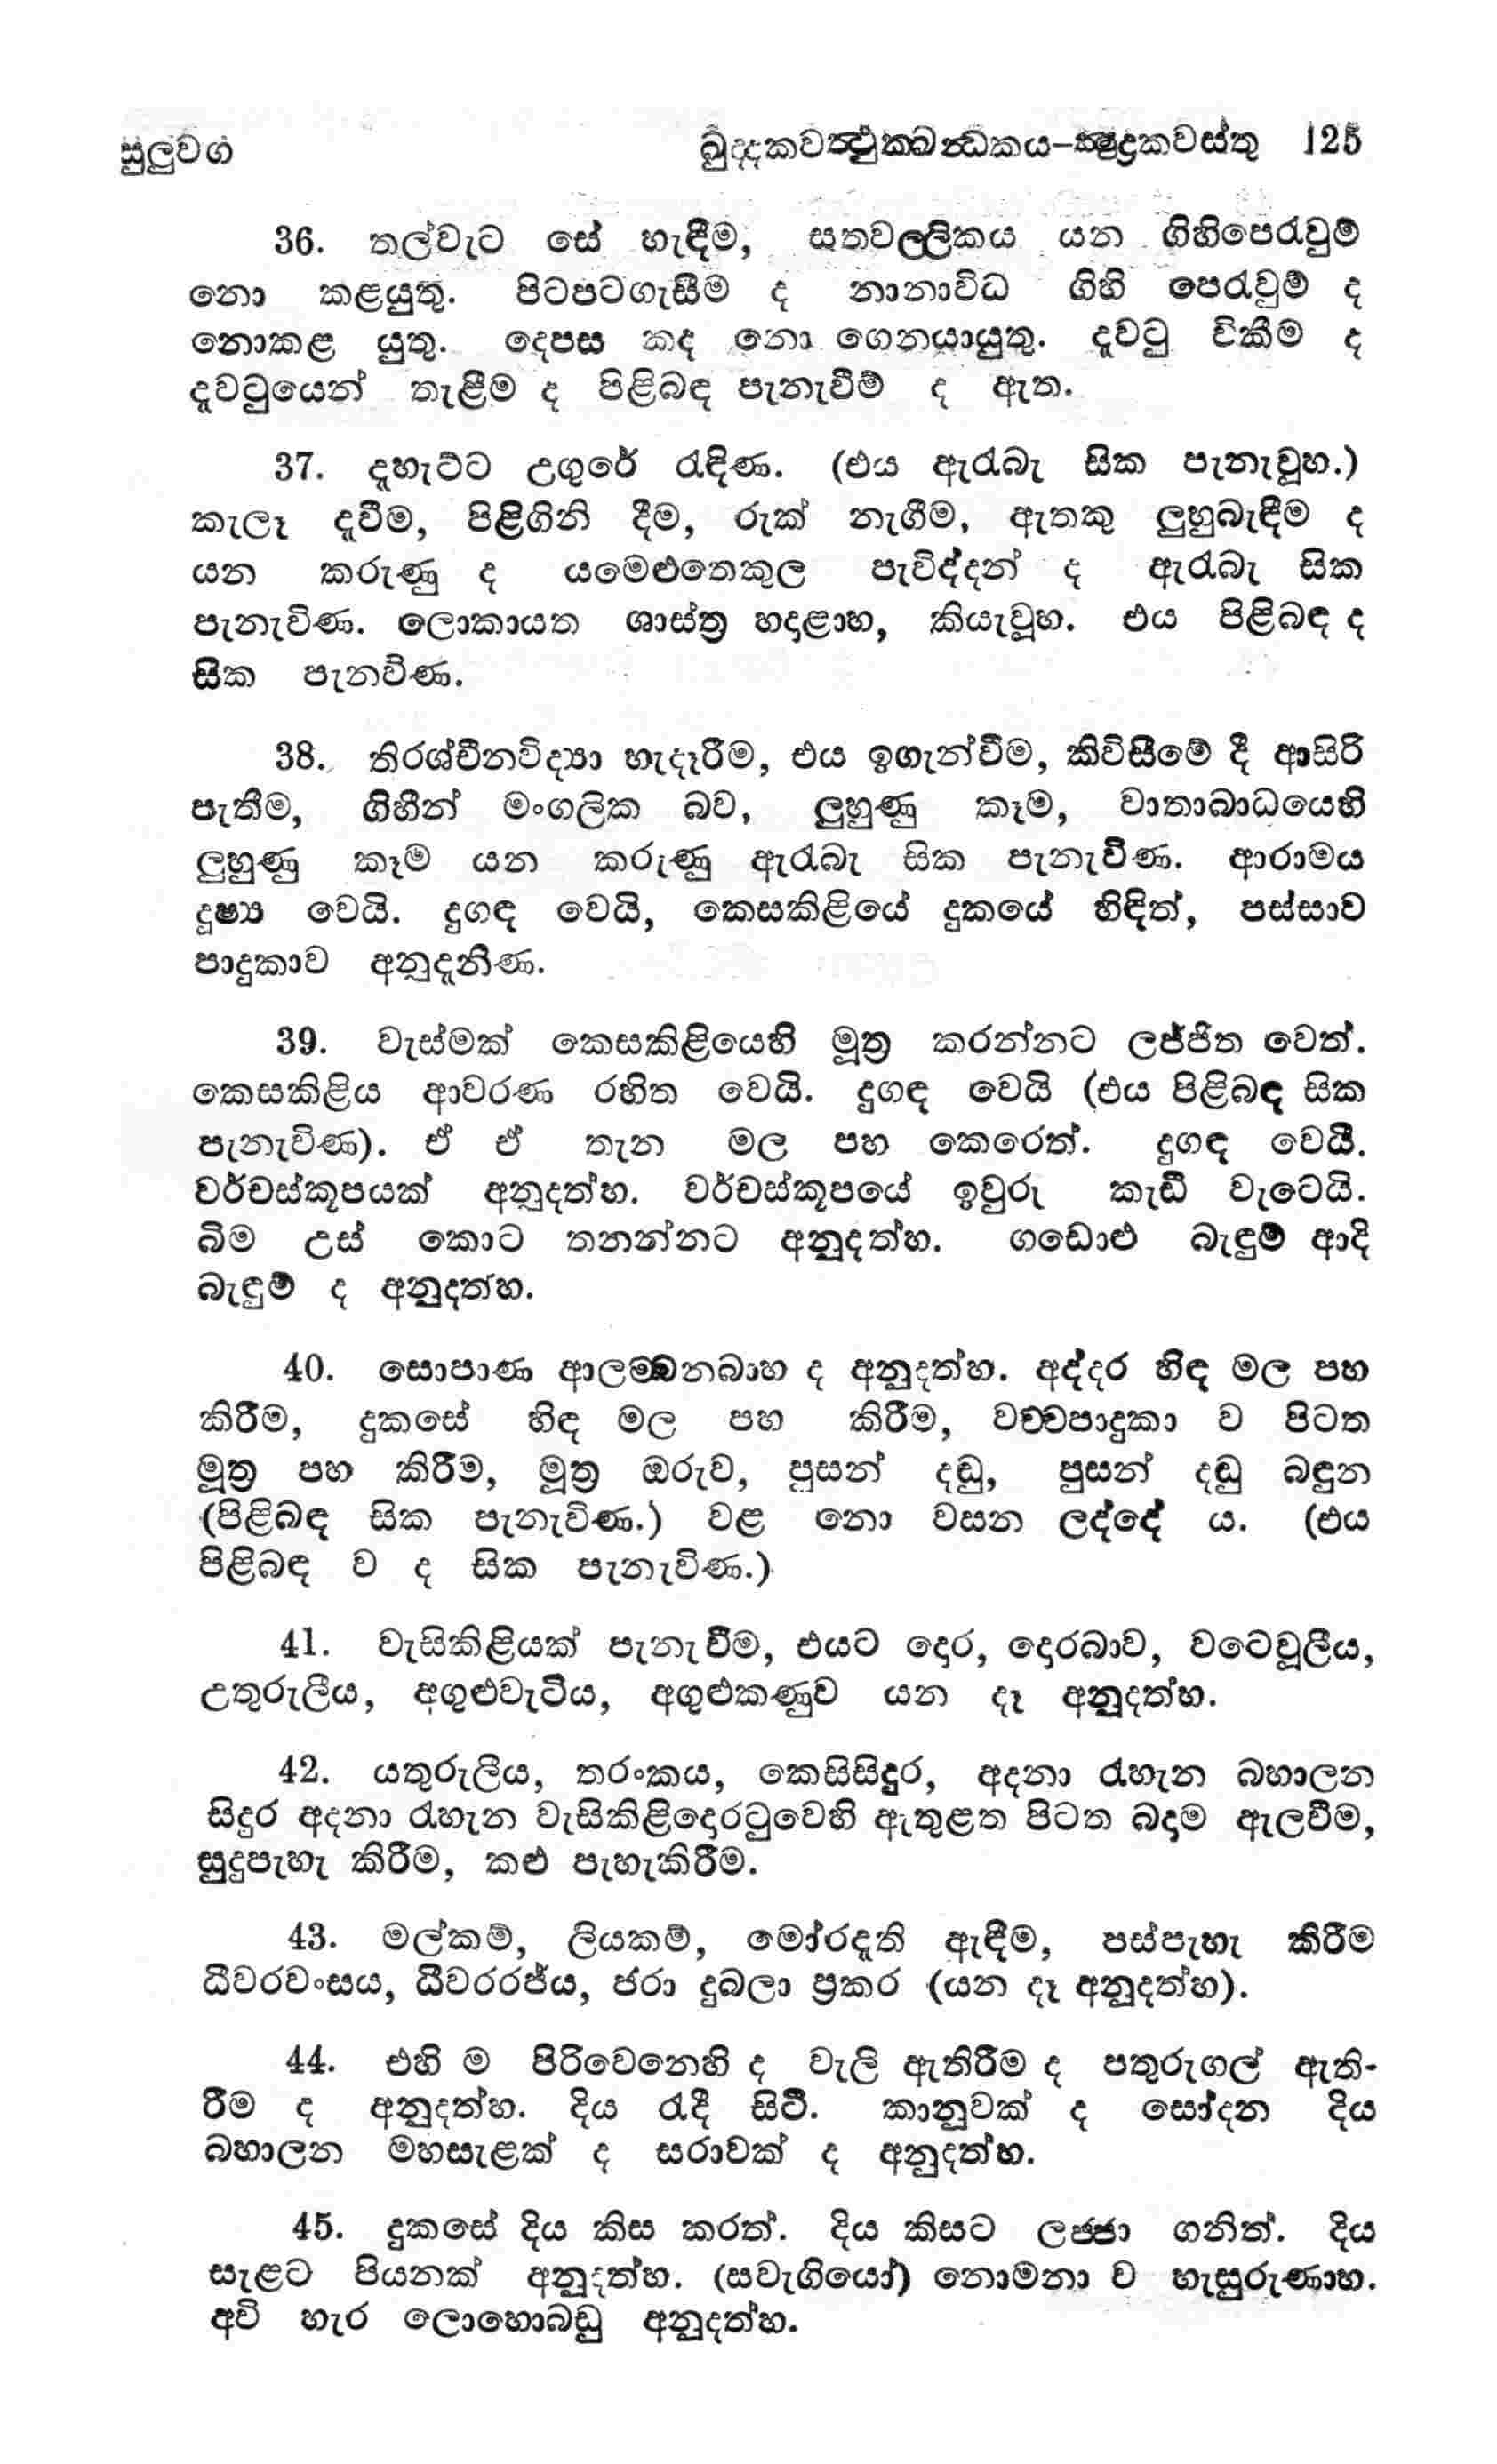 සුලුවග ඛුද්දකවත්ථුක්ඛන්ධකය-ක්ෂුද්‍රකවස්තු 125
36. තල්වැට සේ හැඳීම, සතවල්ලිකය යන ගිහිපෙරැවුම්
නො කළයුතු. පිටපටගැසීම ද නානාවිධ ගිහි පෙරැවුම් ද
නොකළ යුතු. දෙපස කද නො ගෙනයායුතු. දැවටු විකීම ද
දැවටුයෙන් තැළීම ද පිළිබඳ පැනැවීම් ද ඇත.
37. දැහැට්ට උගුරේ රැඳිණ. (එය ඇරැබැ සික පැනැවූහ.)
කැලෑ දැවීම, පිළිගිනි දීම, රුක් නැගීම, ඇතකු ලුහුබැඳීම ද
යන කරුණු ද යමෙළුතෙකුල පැවිද්දන් ද ඇරැබැ සික
පැනැවිණ. ලොකායත ශාස්ත්‍ර හදාළාහ, කියැවූහ. එය පිළිබඳ ද
සික පැනවිණ.
38. තිරශ්චීනවිද්‍යා හැදෑරීම, එය ඉගැන්වීම, කිවිසීමේ දී ආසිරි
පැතීම, ගිහීන් මංගලික බව, ලුහුණු කෑම, වාතාබාධයෙහි
ලුහුණු කෑම යන කරුණු ඇරැබැ සික පැනැවිණ. ආරාමය
දූෂ්‍ය වෙයි. දුගඳ වෙයි, කෙසකිළියේ දුකයේ හිඳිත්, පස්සාව
පාදුකාව අනුදැනිණ.
39. වැස්මක් කෙසකිළියෙහි මූත්‍ර කරන්නට ලජ්ජිත වෙත්.
කෙසකිළිය ආවරණ රහිත වෙයි. දුගඳ වෙයි (එය පිළිබඳ සික
පැනැවිණ). ඒ ඒ තැන මල පහ කෙරෙත්. දුගඳ වෙයි.
වර්චස්කූපයක් අනුදත්හ. වර්චස්කූපයේ ඉවුරු කැඩී වැටෙයි.
බිම උස් කොට තනන්නට අනුදත්හ. ගඩොළු බැඳුම් ආදි
බැඳුම් ද අනුදත්හ.
40. සොපාණ ආලම්බනබාහ ද අනුදත්හ. අද්දර හිඳ මල පහ
කිරීම, දුකසේ හිඳ මල පහ කිරීම, වච්චපාදුකා ව පිටත
මූත්‍ර පහ කිරීම, මූත්‍ර ඔරුව, පුසන් දඬු, පුසන් දඬු බඳුන
(පිළිබඳ සික පැනැවිණ.) වළ නො වසන ලද්දේ ය. (එය
පිළිබඳ ව ද සික පැනැවිණ.)
41. වැසිකිළියක් පැනැවීම, එයට දොර, දොරබාව, වටෙවූලීය,
උතුරුලීය, අගුළුවැටිය, අගුළුකණුව යන දෑ අනුදත්හ.
42. යතුරුලීය, තරංකය, කෙසිසිදුර, අදනා රැහැන බහාලන
සිදුර අදනා රැහැන වැසිකිළිදොරටුවෙහි ඇතුළත පිටත බදාම ඇලවීම,
සුදුපැහැ කිරීම, කළු පැහැකිරීම.
43. මල්කම්, ලියකම්, මෝරදැති ඇඳීම, පස්පැහැ කිරීම
ධීවරවංසය, ධීවරරජ්ය, ජරා දුබලා ප්‍රකර (යන දෑ අනුදත්හ).
44. එහි ම පිරිවෙනෙහි ද වැලි ඇතිරීම ද පතුරුගල් ඇති-
රීම ද අනුදත්හ. දිය රැදී සිටී. කානුවක් ද සෝදන දිය
බහාලන මහසැළක් ද සරාවක් ද අනුදත්හ.
45. දුකසේ දිය කිස කරත්. දිය කිසට ලජ්ජා ගනිත්. දිය
සැළට පියනක් අනුදත්හ. (සවැගියෝ) නොමනා ව හැසුරුණාහ.
අවි හැර ලොහොබඩු අනුදත්හ.